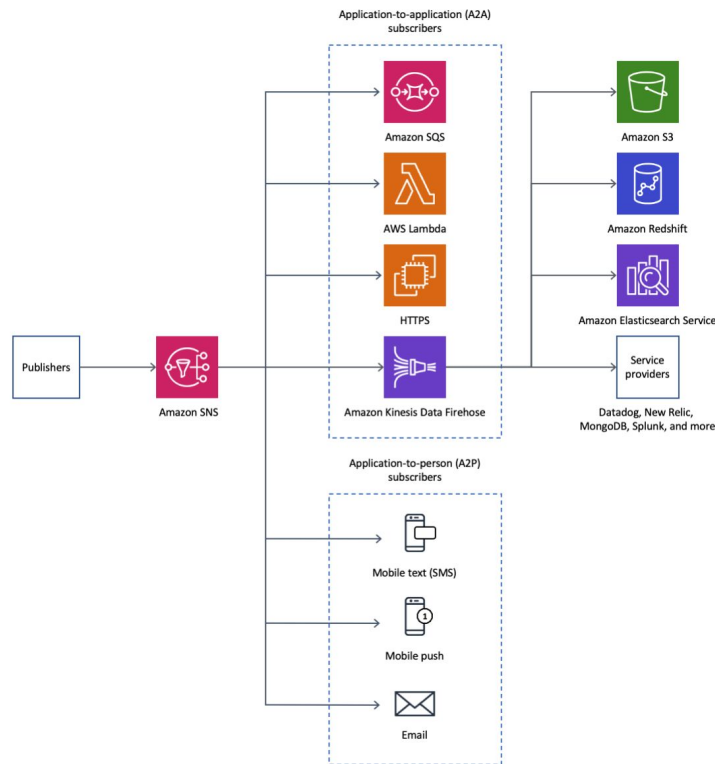 Application-to-application (A2A)
subscribers
Amazon SQS
Amazon S3
AWS Lambda
Amazon Redshift
HTTPS
Amazon Elasticsearch Service
Publishers
Amazon SNS
Amazon Kinesis Data Firehose
Service
providers
Datadog, New Relic,
MongoDB, Splunk, and more
Application-to-person (A2P)
subscribers
Mobile text (SMS)
1
Mobile push
Email